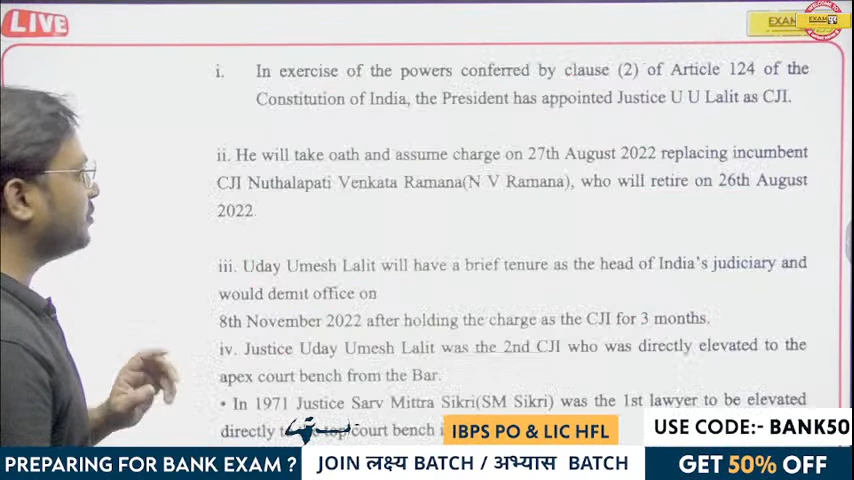 LIVE
WELCOME TO
EXAM
EXAM
i. In exercise of the powers conferred by clause (2) of Article 124 of the
Constitution of India, the President has appointed Justice U U Lalit as CJI.
ii. He will take oath and assume charge on 27th August 2022 replacing incumbent
CJI Nuthalapati Venkata Ramana(N V Ramana), who will retire on 26th August
2022
iii. Uday Umesh Lalit will have a brief tenure as the head of India's judiciary and
would demit office on
8th November 2022 after holding the charge as the CJI for 3 months.
iv. Justice Uday Umesh Lalit was the 2nd CJI who was directly elevated to the
apex court bench from the Bar.
• In 1971 Justice Sarv Mittra Sikri(SM Sikri) was the 1st lawyer to be elevated
directly to the top court bench
IBPS PO & LIC HFL
USE CODE:- BANK50
PREPARING FOR BANK EXAM ?
JOIN लक्ष्य BATCH / अभ्यास BATCH
GET 50% OFF